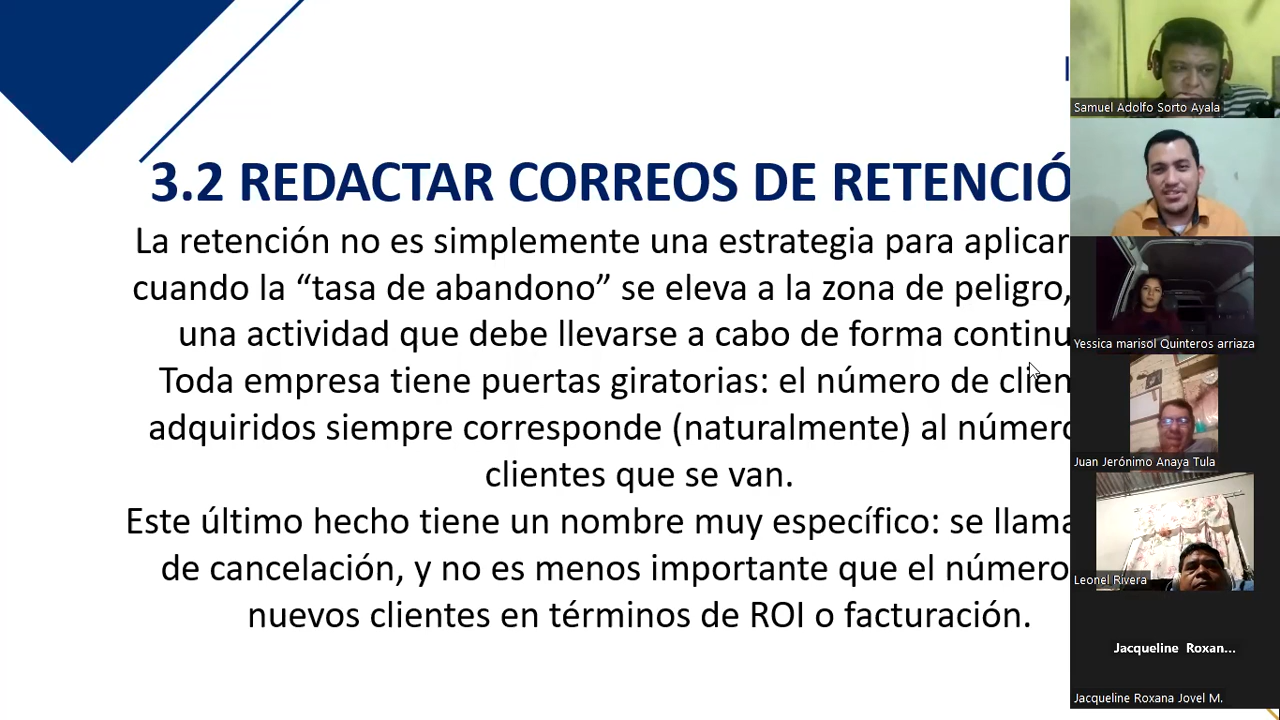 3.2 REDACTAR CORREOS DE RETENCIÓ
La retención no es simplemente una estrategia para aplicar
cuando la “tasa de abandono” se eleva a la zona de peligro,
una actividad que debe llevarse a cabo de forma continu
Toda empresa tiene puertas giratorias: el número de clien
adquiridos siempre corresponde (naturalmente) al número
clientes que se van.
Este último hecho tiene un nombre muy específico: se llama
de cancelación, y no es menos importante que el número
nuevos clientes en términos de ROI o facturación.
Samuel Adolfo Sorto Ayala
Yessica marisol Quinteros arriaza
Juan Jerónimo Anaya Tula
Leonel Rivera
Jacqueline Roxan...
Jacqueline Roxana Jovel M.